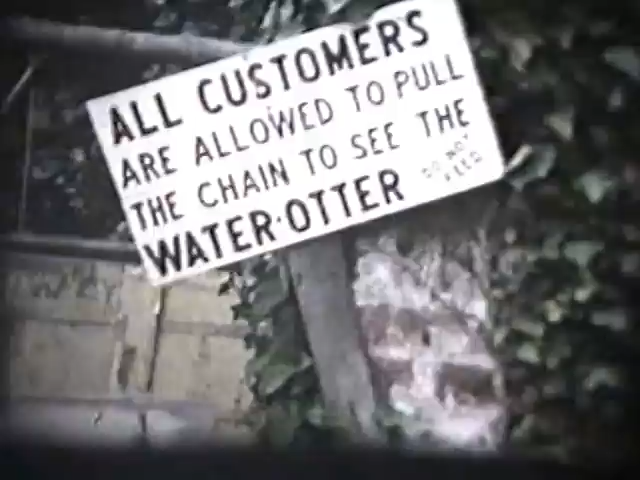 ALL CUSTOMERS
ARE ALLOWED TO PULL
THE CHAIN TO SEE THE
WATER·OTTER
DO NOT
FEED